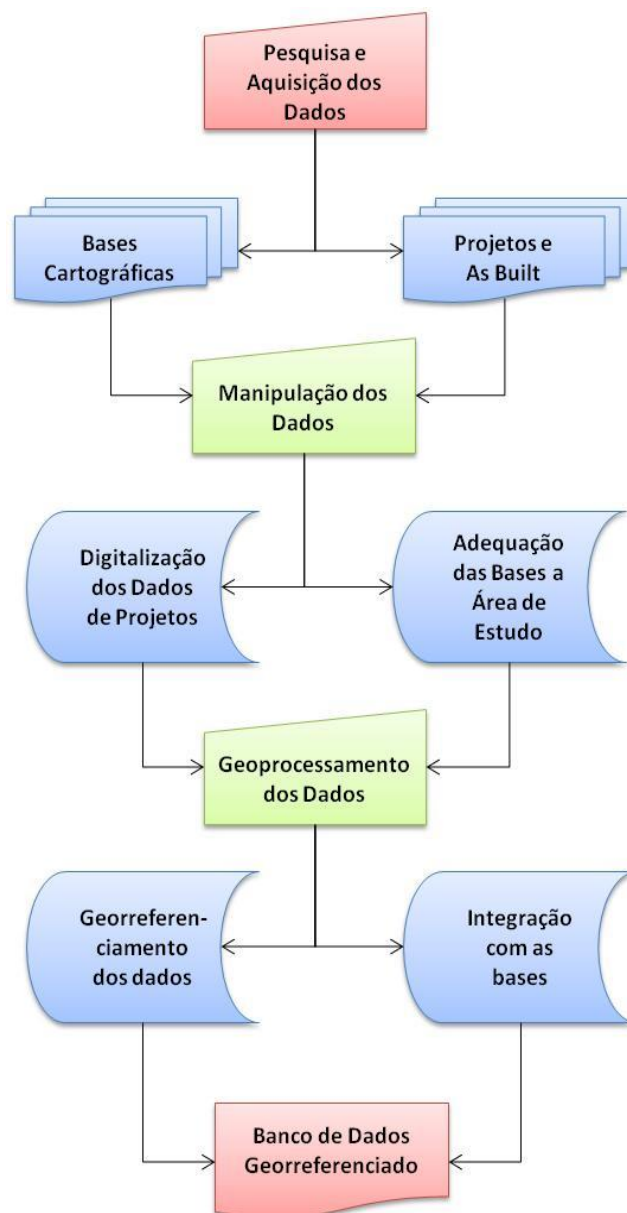 Pesquisa e
Aquisição dos
Dados
Bases
Cartográficas
Projetos e
As Built
Manipulação dos
Dados
Digitalização
dos Dados
de Projetos
Adequação
das Bases a
Área de
Estudo
Geoprocessamento
dos Dados
Georreferen-
ciamento
dos dados
Integração
com as
bases
Banco de Dados
Georreferenciado